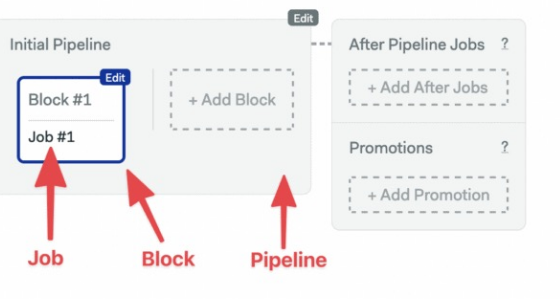 Edit
Initial Pipeline
Edit
Block #1
Job #1
+ Add Block
After Pipeline Jobs ?
+ Add After Jobs
Promotions ?
+ Add Promotion
Job
Block
Pipeline